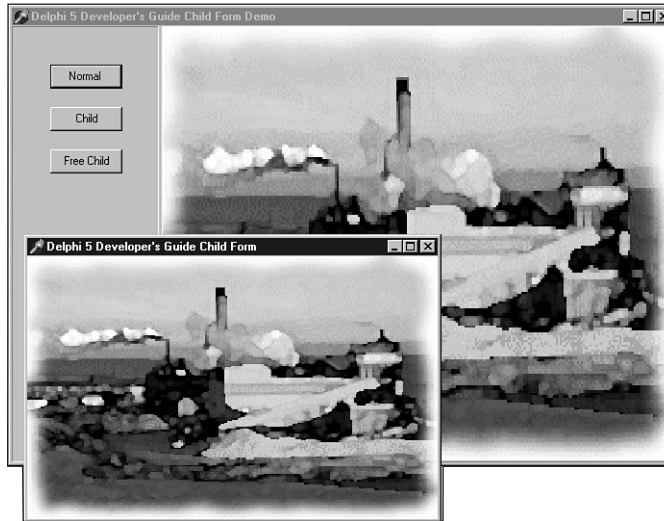 Delphi 5 Developer's Guide Child Form Demo
Normal
Child
Free Child
Delphi 5 Developer's Guide Child Form